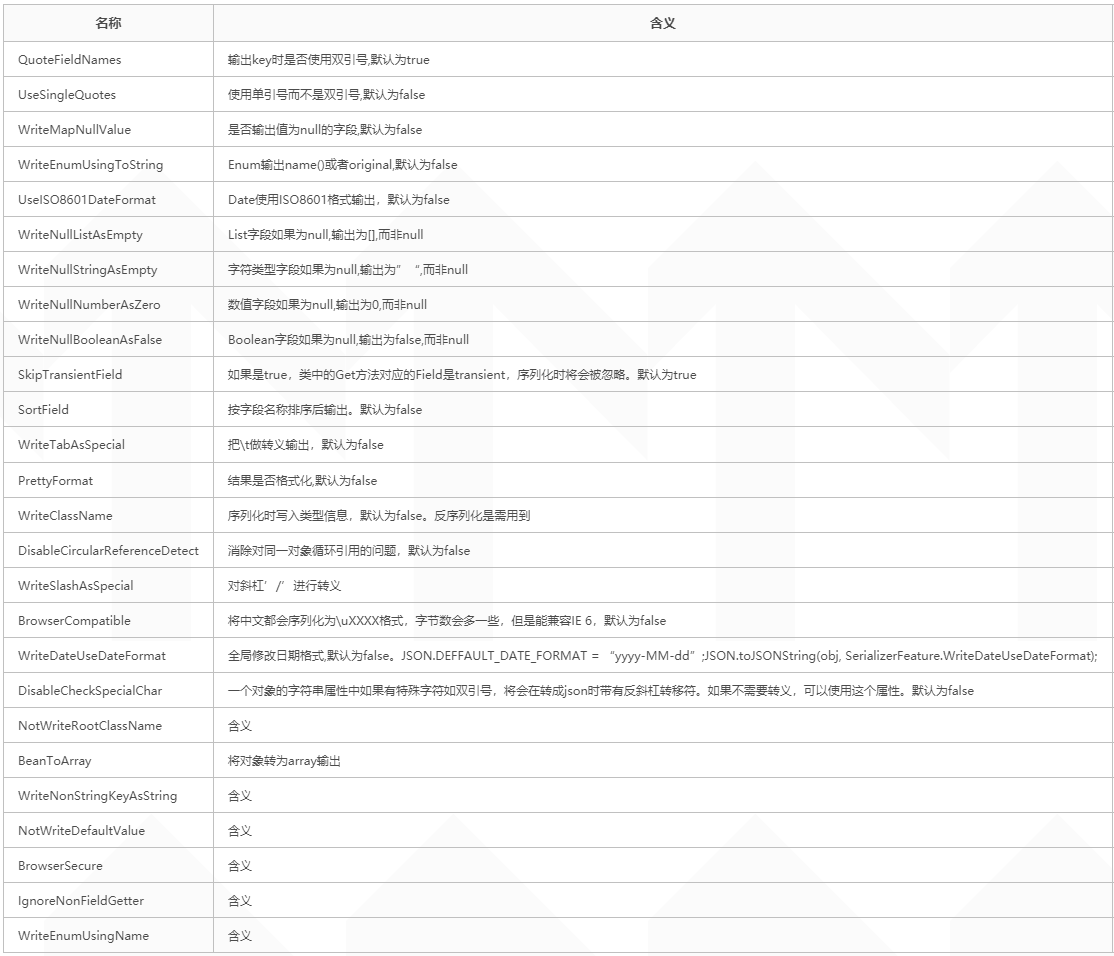 名称 含义
QuoteFieldNames 输出key时是否使用双引号,默认为true
UseSingleQuotes 使用单引号而不是双引号,默认为false
WriteMapNullValue 是否输出值为null的字段,默认为false
WriteEnumUsingToString Enum输出name()或者original,默认为false
UseISO8601DateFormat Date使用ISO8601格式输出，默认为false
WriteNullListAsEmpty List字段如果为null,输出为[],而非null
WriteNullStringAsEmpty 字符类型字段如果为null,输出为” “,而非null
WriteNullNumberAsZero 数值字段如果为null,输出为0,而非null
WriteNullBooleanAsFalse Boolean字段如果为null,输出为false,而非null
SkipTransientField 如果是true，类中的Get方法对应的Field是transient，序列化时将会被忽略。默认为true
SortField 按字段名称排序后输出。默认为false
WriteTabAsSpecial 把\t做转义输出，默认为false
PrettyFormat 结果是否格式化,默认为false
WriteClassName 序列化时写入类型信息，默认为false。反序列化是需用到
DisableCircularReferenceDetect 消除对同一对象循环引用的问题，默认为false
WriteSlashAsSpecial 对斜杠’/’进行转义
BrowserCompatible 将中文都会序列化为\uXXXX格式，字节数会多一些，但是能兼容IE 6，默认为false
WriteDateUseDateFormat 全局修改日期格式,默认为false。JSON.DEFFAULT_DATE_FORMAT = “yyyy-MM-dd”;JSON.toJSONString(obj, SerializerFeature.WriteDateUseDateFormat);
DisableCheckSpecialChar 一个对象的字符串属性中如果有特殊字符如双引号，将会在转成json时带有反斜杠转移符。如果不需要转义，可以使用这个属性。默认为false
NotWriteRootClassName 含义
BeanToArray 将对象转为array输出
WriteNonStringKeyAsString 含义
NotWriteDefaultValue 含义
BrowserSecure 含义
IgnoreNonFieldGetter 含义
WriteEnumUsingName 含义